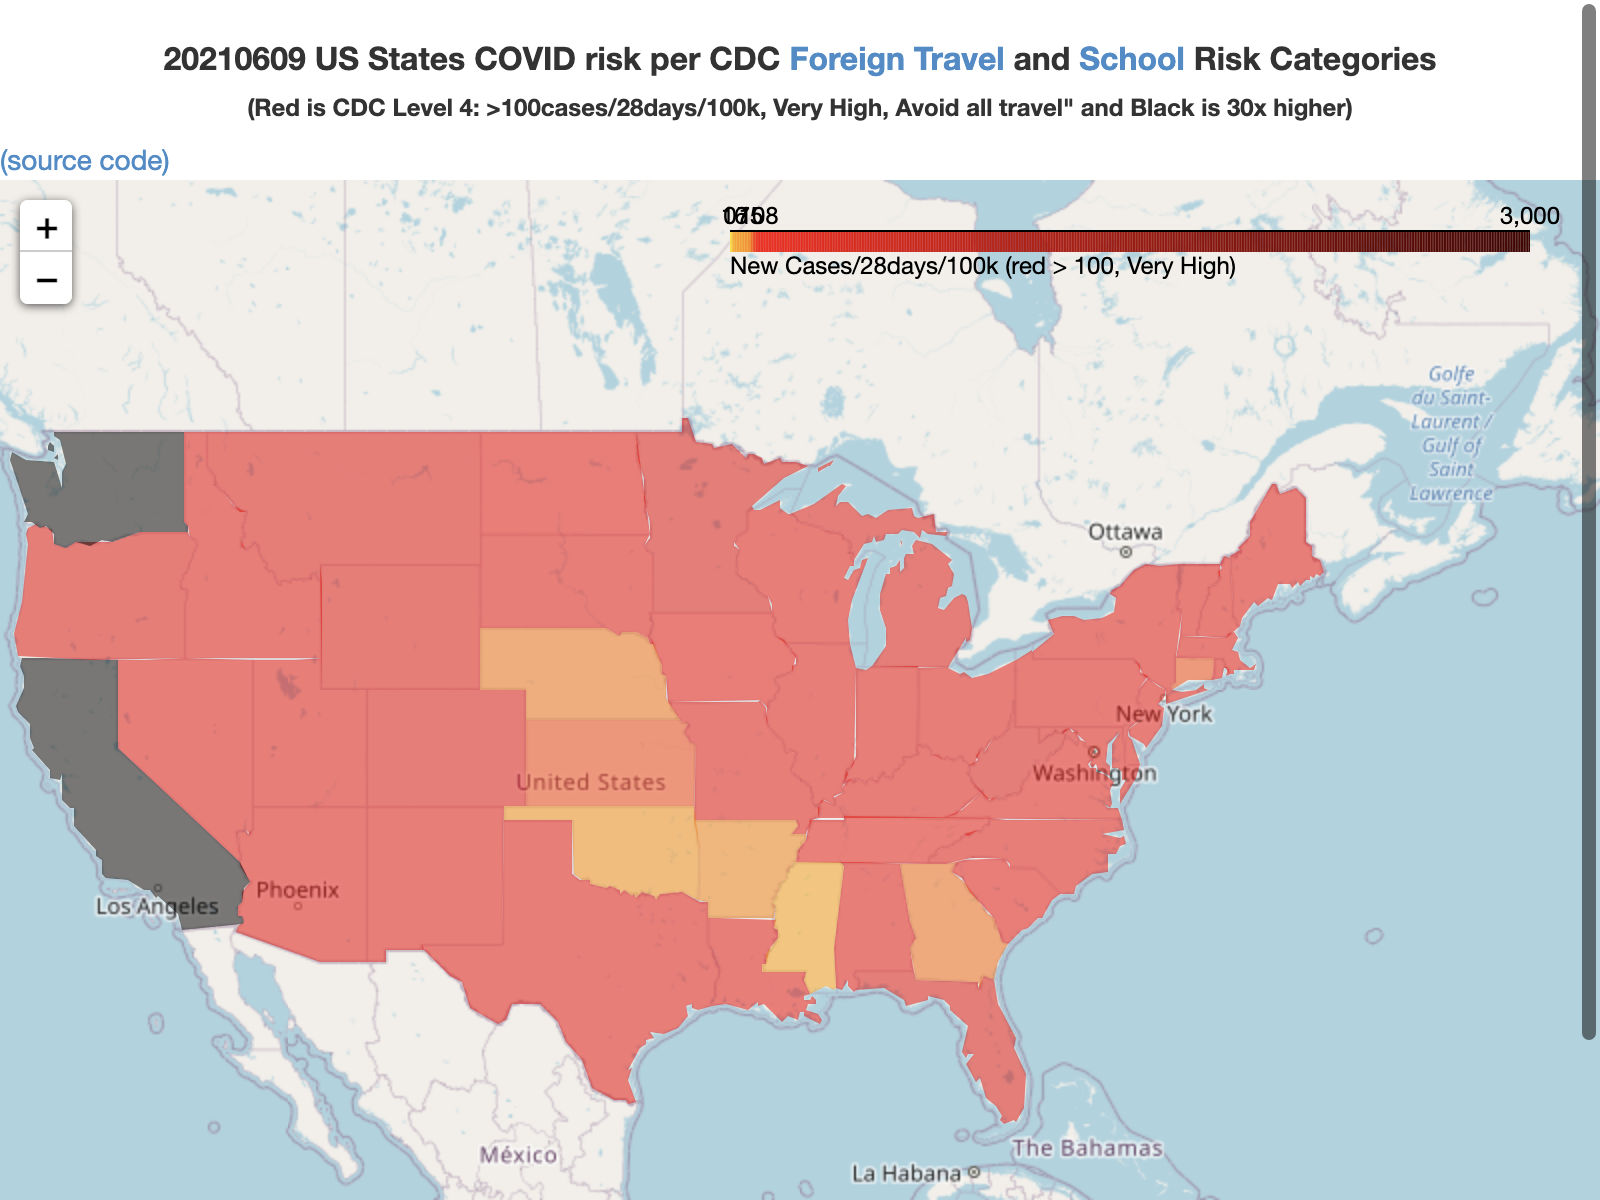 20210609 US States COVID risk per CDC Foreign Travel and School Risk Categories
(Red is CDC Level 4: >100cases/28days/100k, Very High, Avoid all travel" and Black is 30x higher)
(source code)
+
−
3,000
New Cases/28days/100k (red > 100, Very High)
Golfe
du Saint-
Laurent /
Gulf of
Saint
Lawrence
Ottawa
New York
Washington
United States
Phoenix
Los Angeles
México
The Bahamas
La Habana